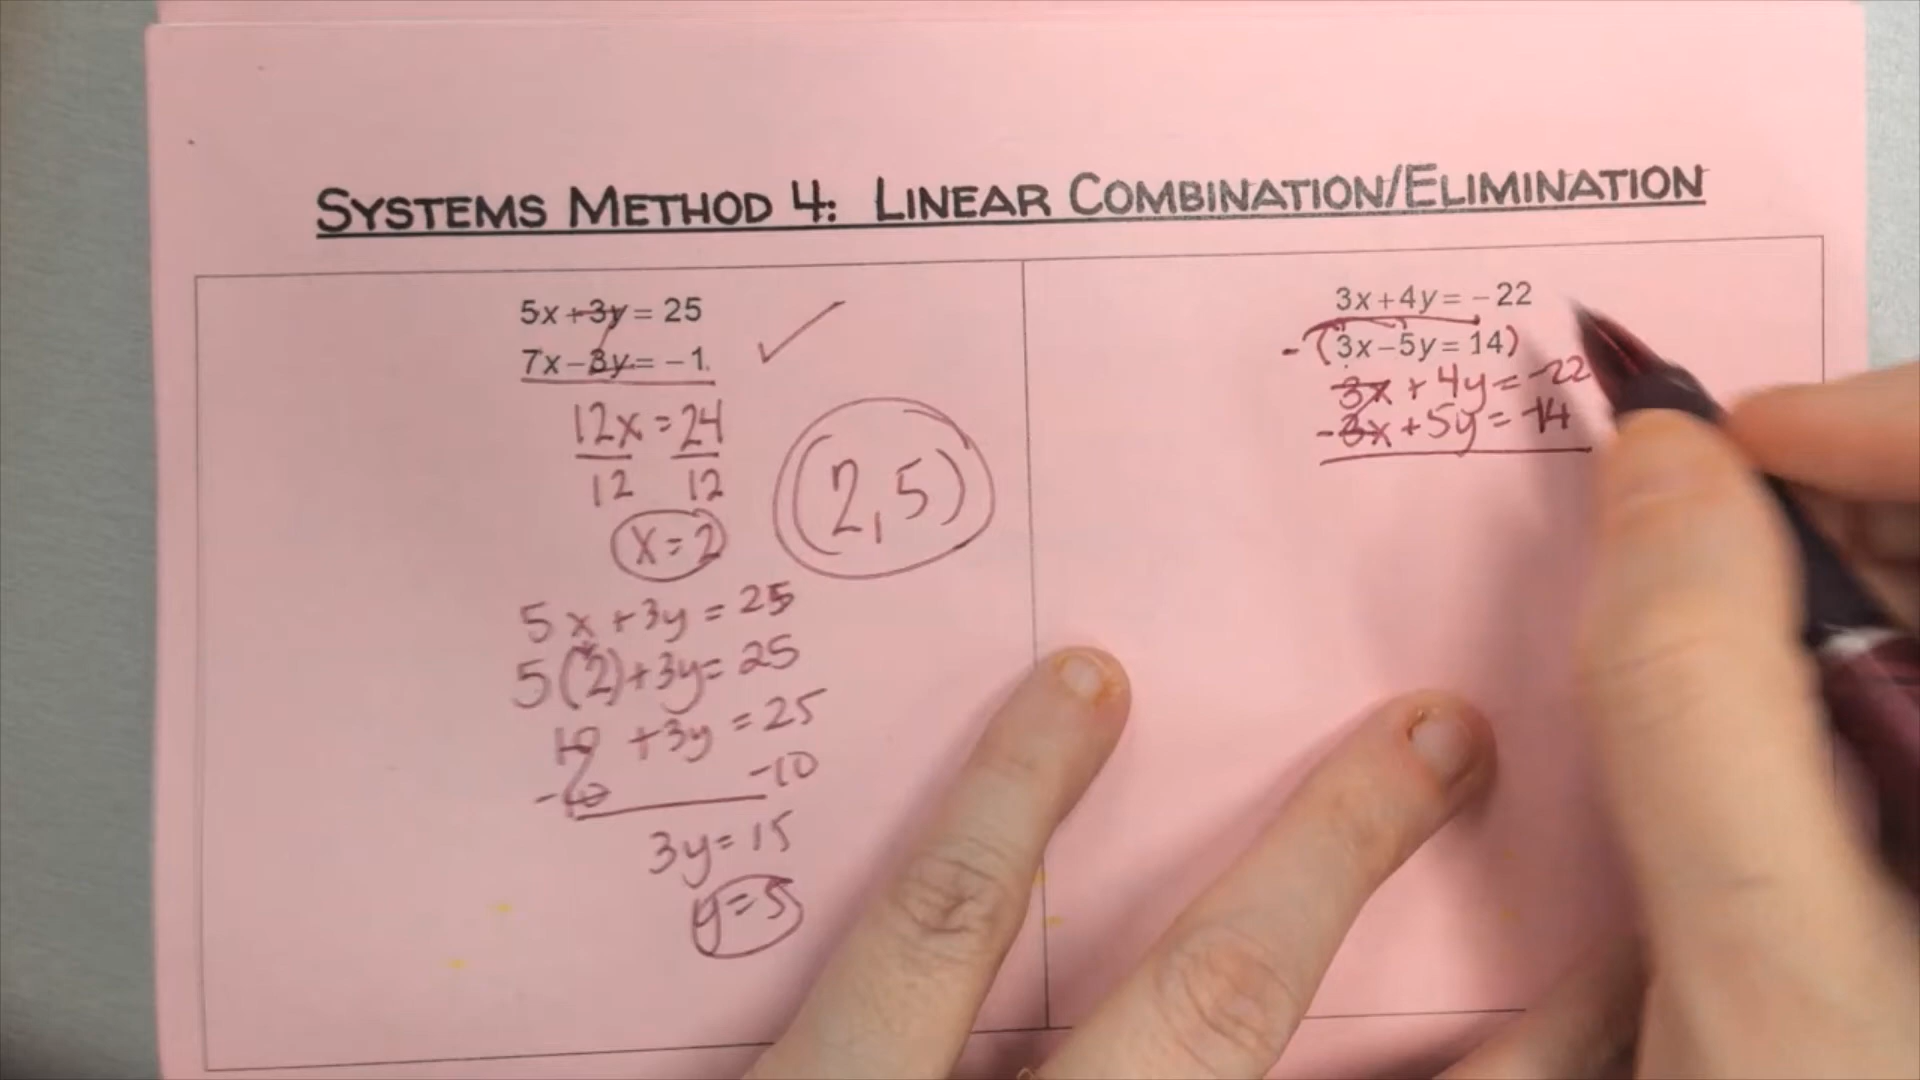 SYSTEMS METHOD 4: LINEAR COMBINATION/ELIMINATION
5x+3y = 25
7x-3y = -1
12x = 24
12 12
x = 2
(2,5)
5x+3y = 25
5(2)+3y = 25
10 +3y = 25
-10 -10
3y = 15
y = 5
3x+4y = -22
-(3x-5y = 14)
3x + 4y = -22
-3x +5y = -14